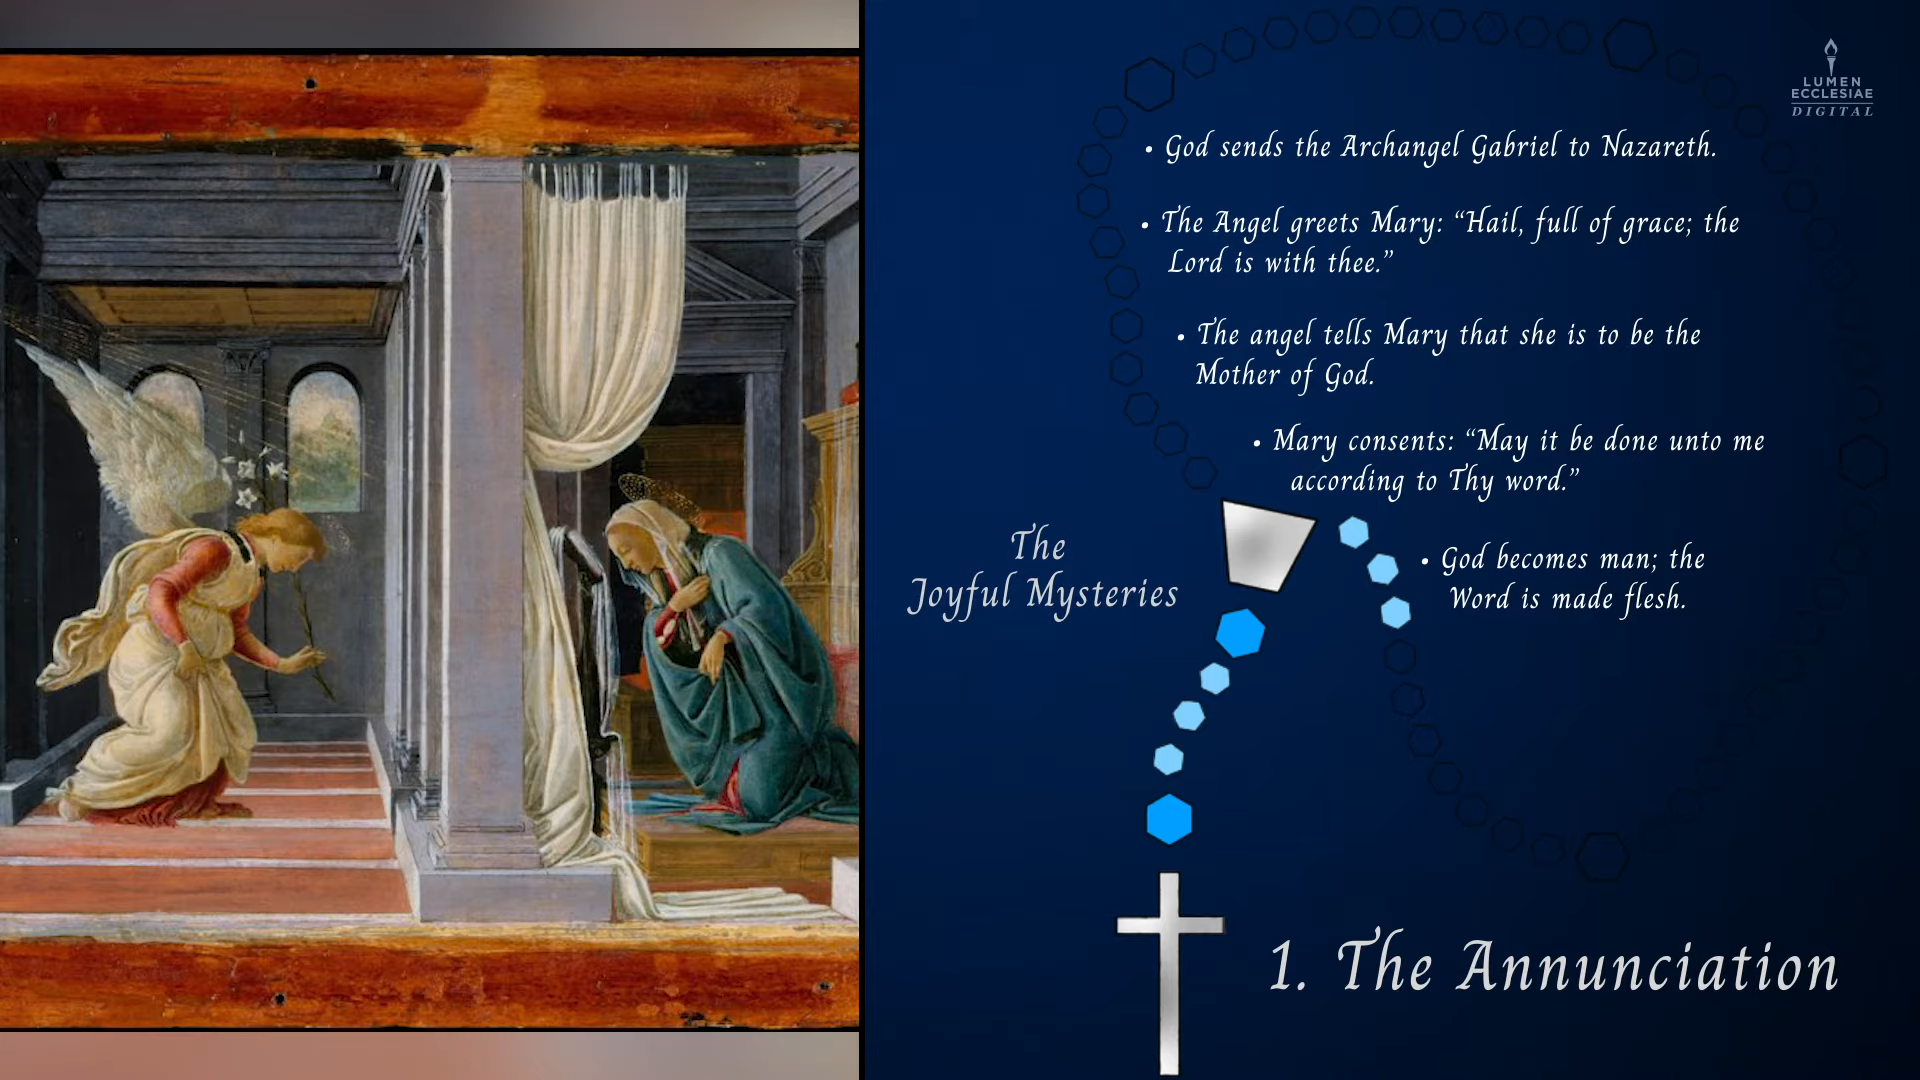 LUMEN
ECCLESIAE
DIGITAL
• God sends the Archangel Gabriel to Nazareth.
• The Angel greets Mary: “Hail, full of grace; the
Lord is with thee.”
• The angel tells Mary that she is to be the
Mother of God.
• Mary consents: “May it be done unto me
according to Thy word.”
• God becomes man; the
Word is made flesh.
The
Joyful Mysteries
1. The Annunciation